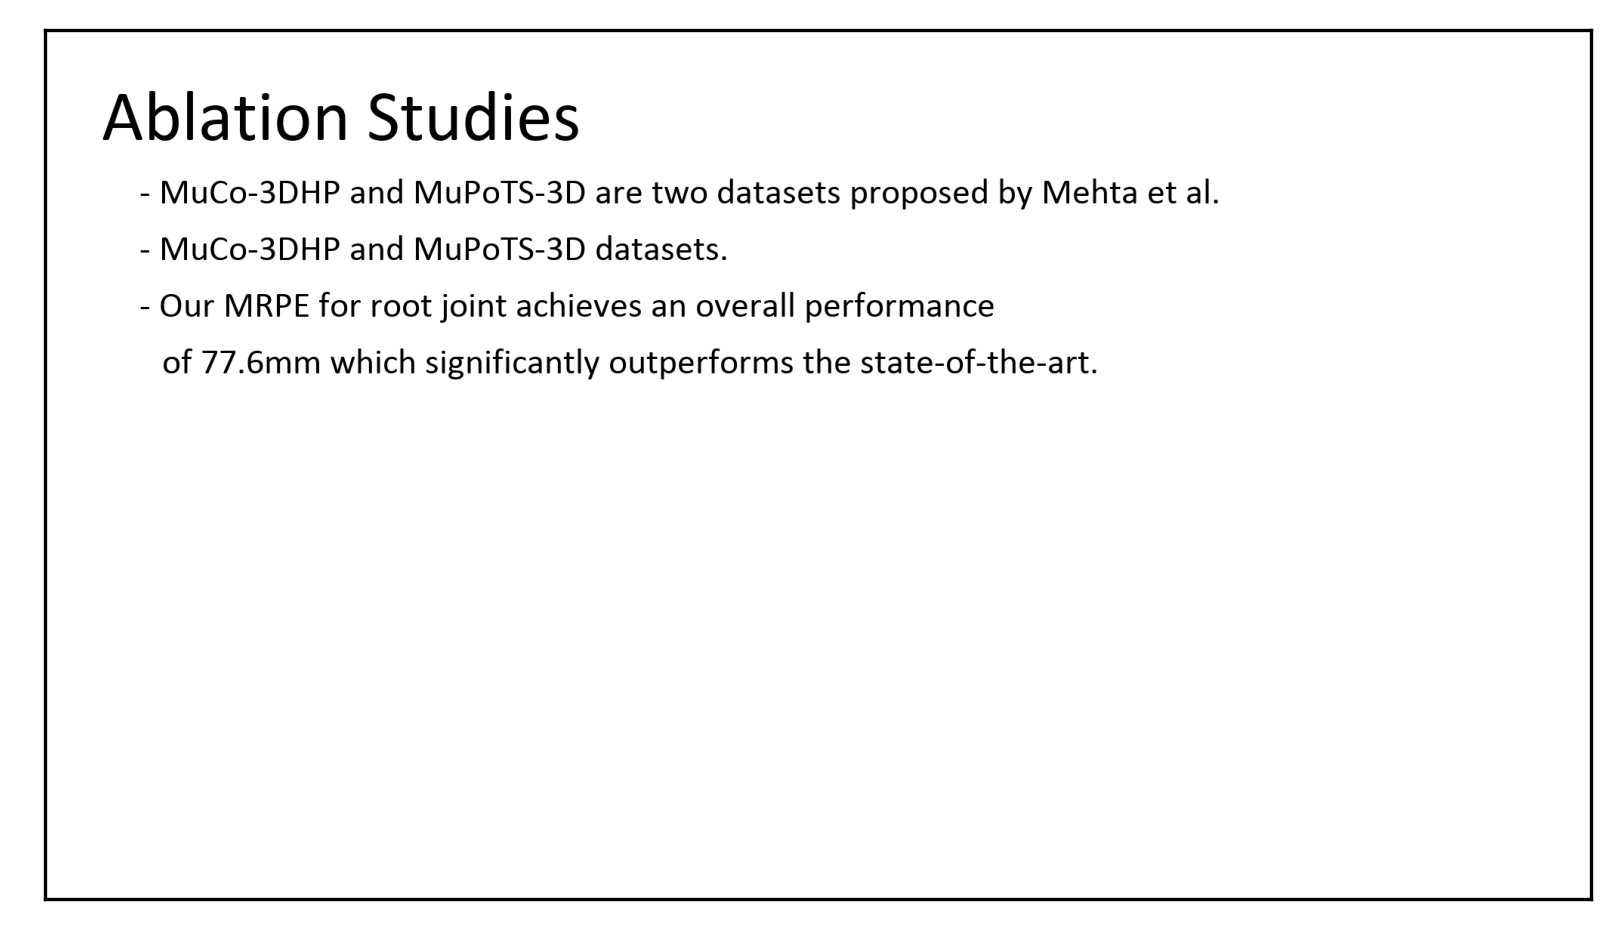 Ablation Studies
- MuCo-3DHP and MuPoTS-3D are two datasets proposed by Mehta et al.
- MuCo-3DHP and MuPoTS-3D datasets.
- Our MRPE for root joint achieves an overall performance
of 77.6mm which significantly outperforms the state-of-the-art.